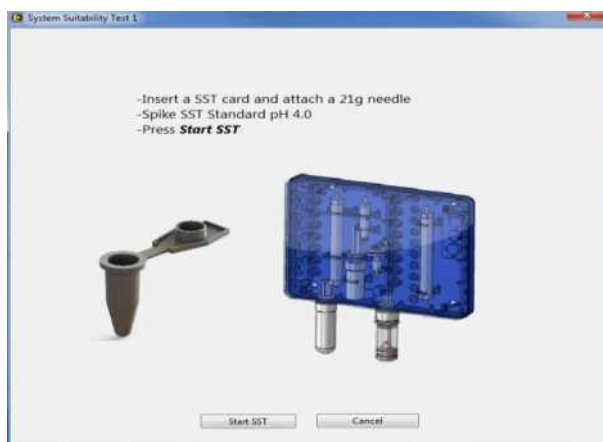 System Suitability Test 1
-Insert a SST card and attach a 21g needle
-Spike SST Standard pH 4.0
-Press Start SST
Start SST
Cancel